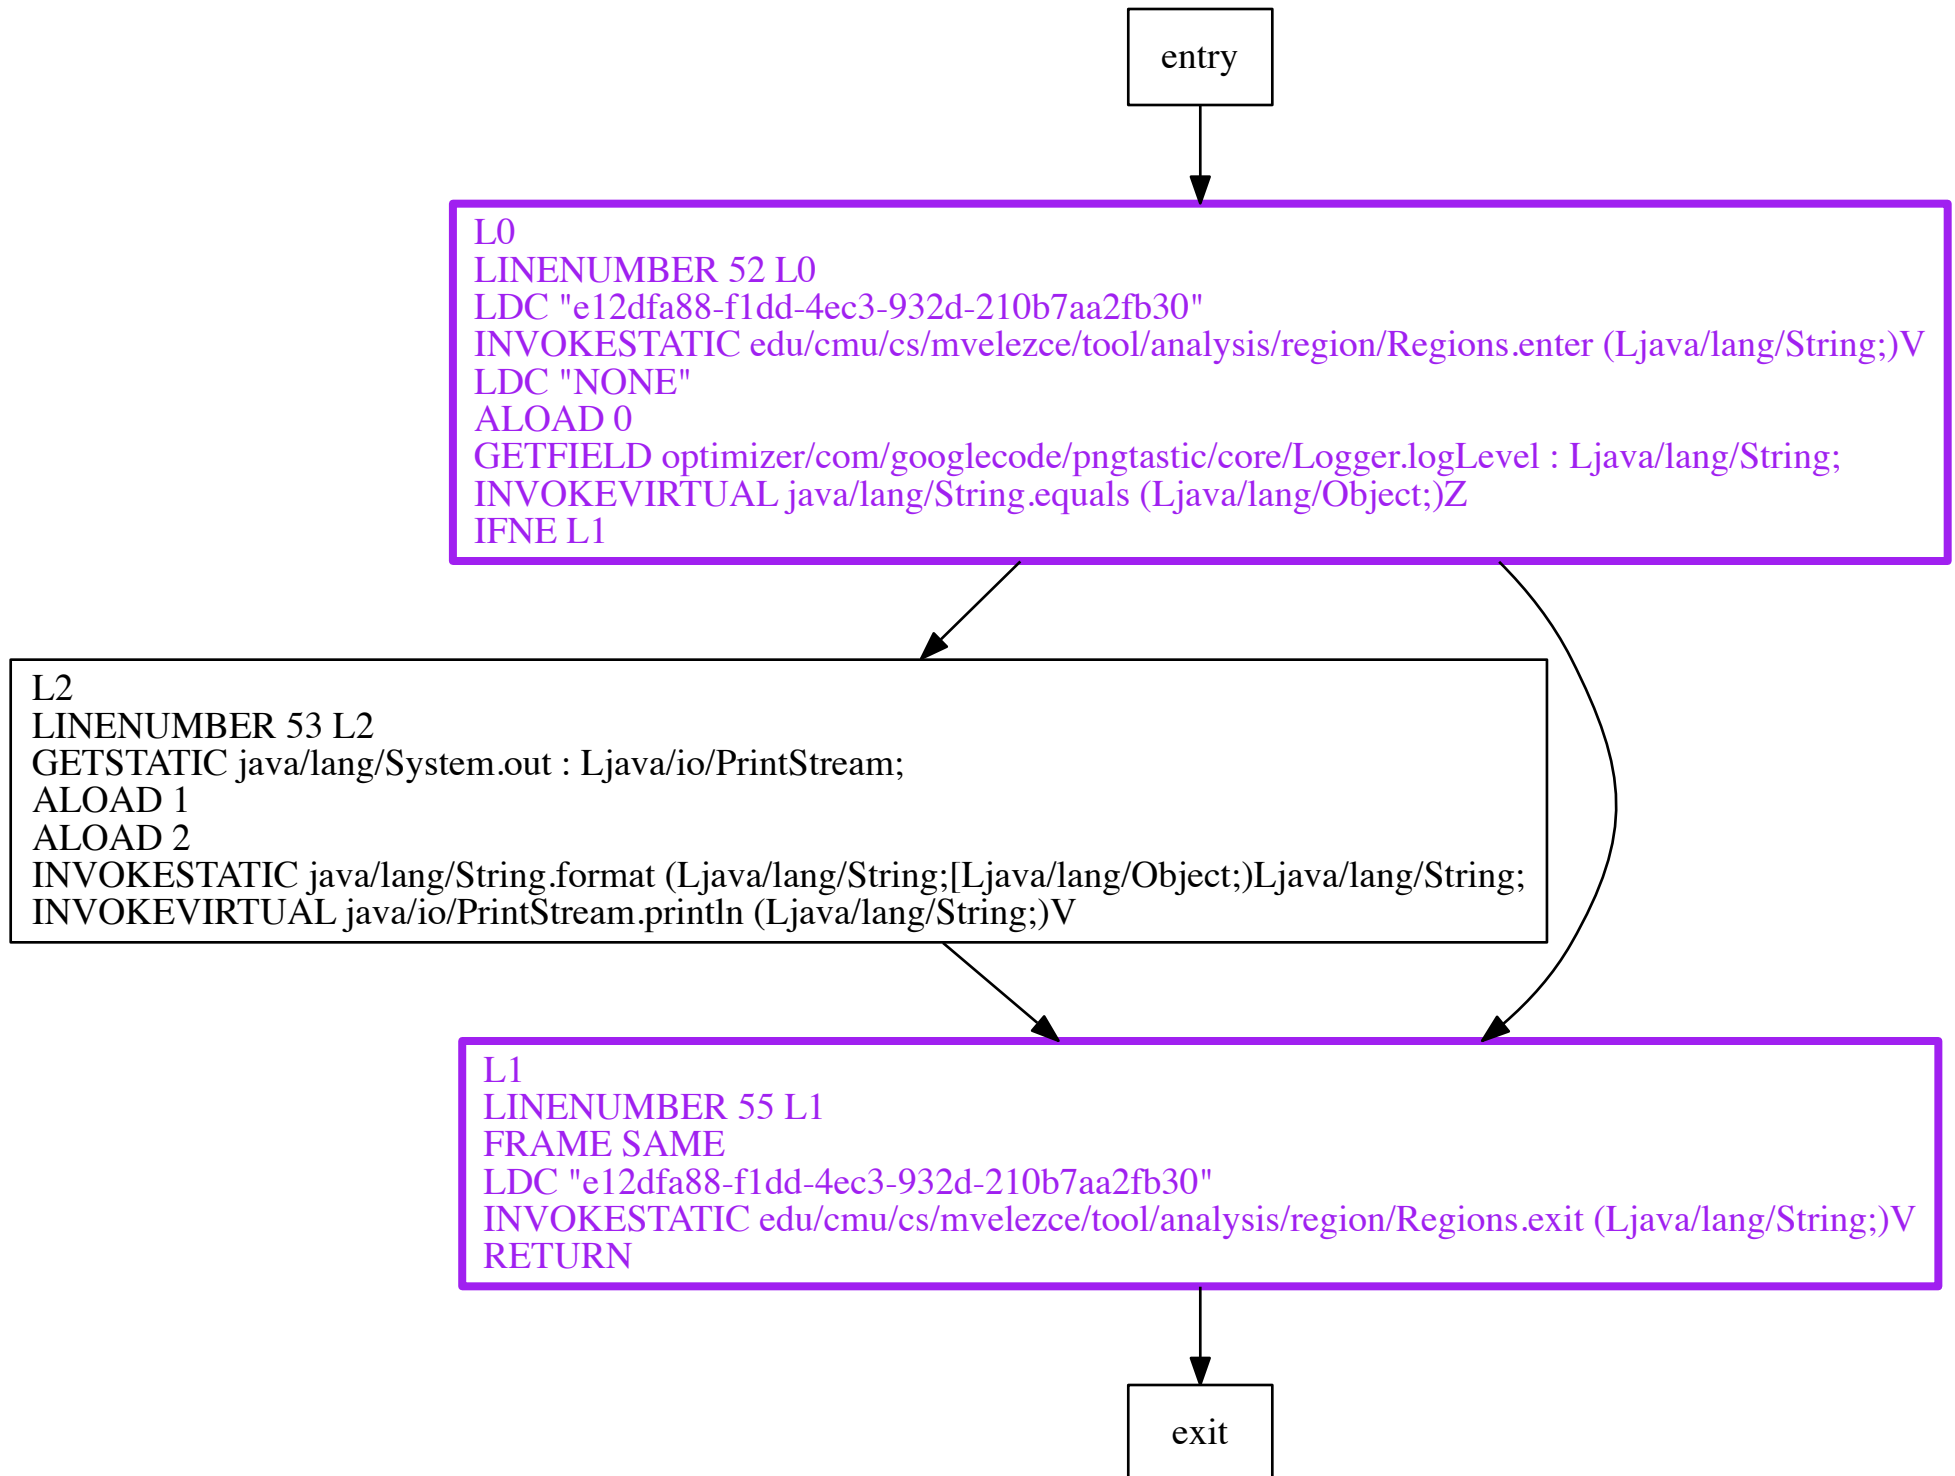 entry
L0
LINENUMBER 52 L0
LDC "e12dfa88-f1dd-4ec3-932d-210b7aa2fb30"
INVOKESTATIC edu/cmu/cs/mvelezce/tool/analysis/region/Regions.enter (Ljava/lang/String;)V
LDC "NONE"
ALOAD 0
GETFIELD optimizer/com/googlecode/pngtastic/core/Logger.logLevel : Ljava/lang/String;
INVOKEVIRTUAL java/lang/String.equals (Ljava/lang/Object;)Z
IFNE L1
L2
LINENUMBER 53 L2
GETSTATIC java/lang/System.out : Ljava/io/PrintStream;
ALOAD 1
ALOAD 2
INVOKESTATIC java/lang/String.format (Ljava/lang/String;[Ljava/lang/Object;)Ljava/lang/String;
INVOKEVIRTUAL java/io/PrintStream.println (Ljava/lang/String;)V
L1
LINENUMBER 55 L1
FRAME SAME
LDC "e12dfa88-f1dd-4ec3-932d-210b7aa2fb30"
INVOKESTATIC edu/cmu/cs/mvelezce/tool/analysis/region/Regions.exit (Ljava/lang/String;)V
RETURN
exit